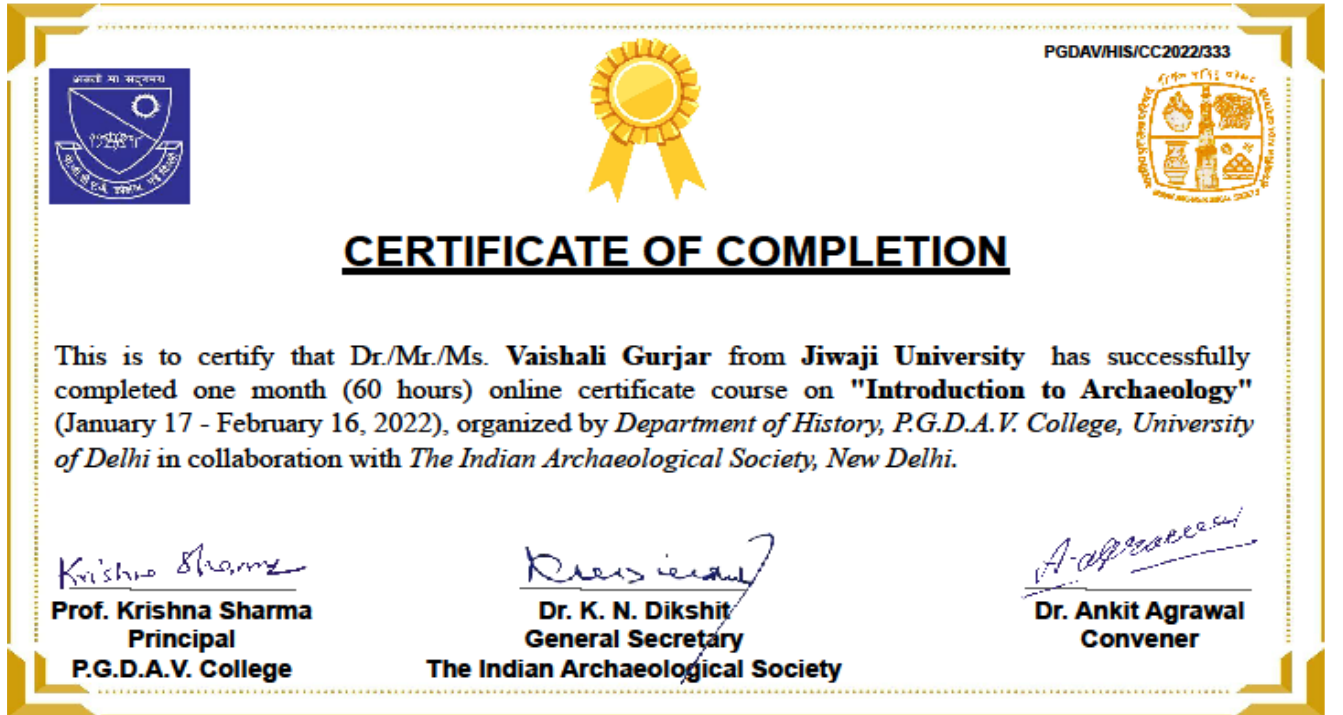 PGDAV/HIS/CC2022/333
असतो मा सद्गमय
CERTIFICATE OF COMPLETION
This is to certify that Dr./Mr./Ms. Vaishali Gurjar from Jiwaji University has successfully
completed one month (60 hours) online certificate course on "Introduction to Archaeology"
(January 17 - February 16, 2022), organized by Department of History, P.G.D.A.V. College, University
of Delhi in collaboration with The Indian Archaeological Society, New Delhi.
Krishna Sharma
A-agrawal
Prof. Krishna Sharma
Dr. K. N. Dikshit
Dr. Ankit Agrawal
Principal
General Secretary
Convener
P.G.D.A.V. College
The Indian Archaeological Society